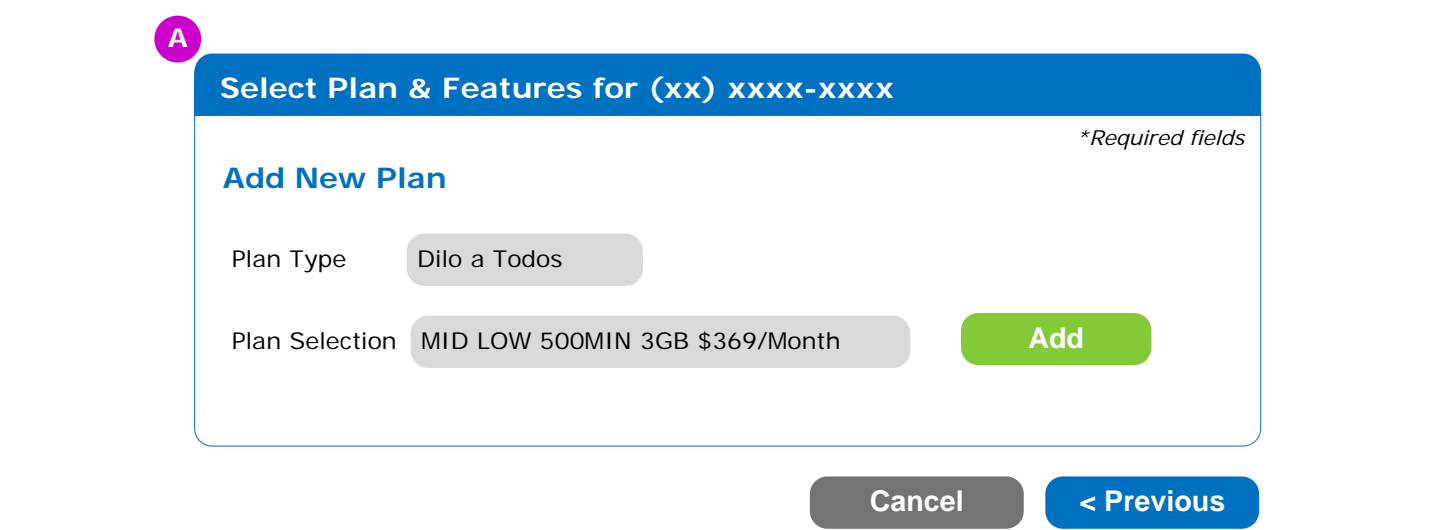 A
Select Plan & Features for (xx) xxxx-xxxx
*Required fields
Add New Plan
Plan Type Dilo a Todos
Plan Selection MID LOW 500MIN 3GB $369/Month Add
Cancel < Previous